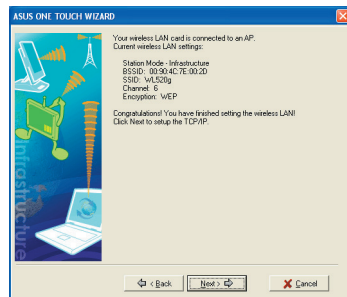 ASUS ONE TOUCH WIZARD
Your wireless LAN card is connected to an AP.
Current wireless LAN settings:
Station Mode - Infrastructure
BSSID: 00:90:4C:7E:00:2D
SSID: WL520g
Channel: 6
Encryption: WEP
Congratulations! You have finished setting the wireless LAN!
Click Next to setup the TCP/IP.
infrastructure
< Back
Next >
Cancel